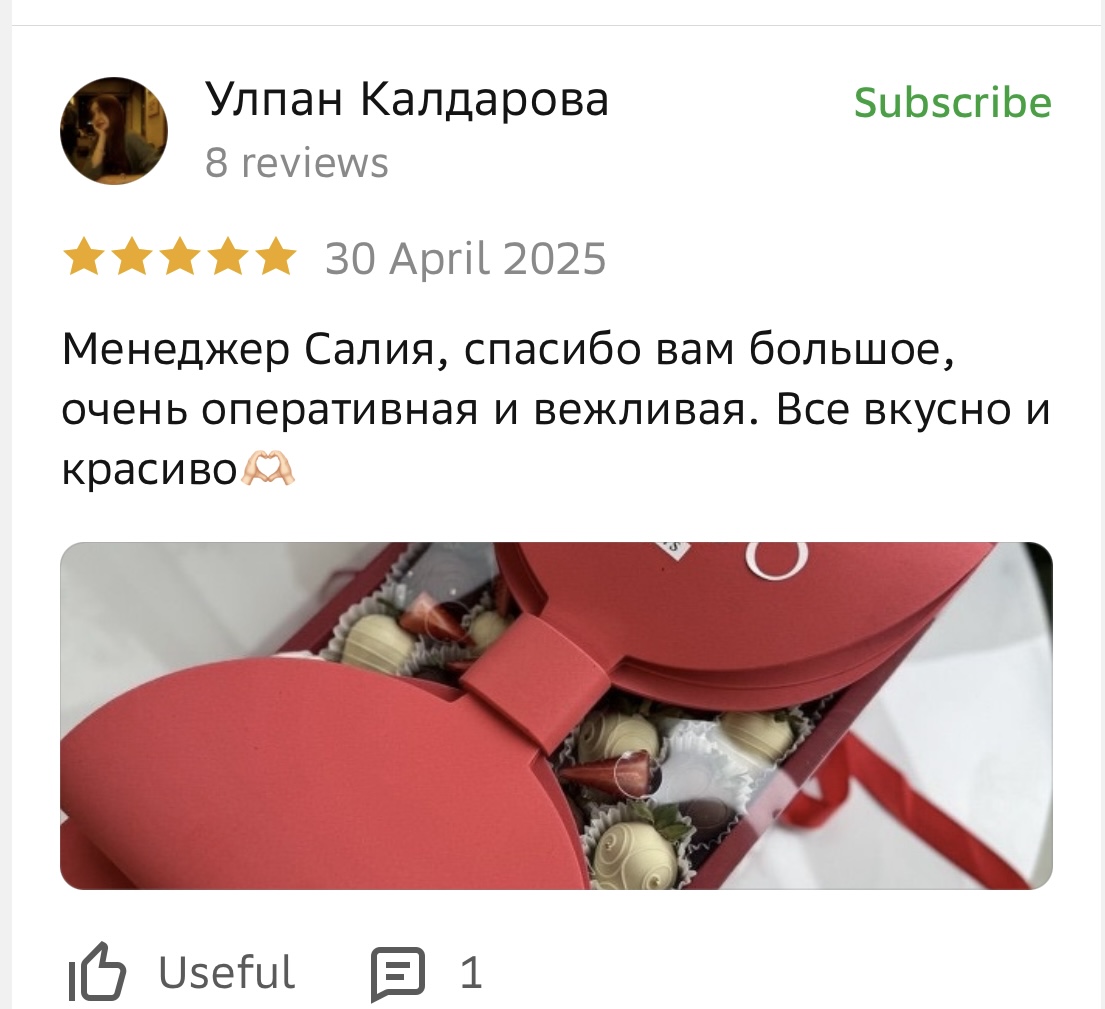 Улпан Калдарова
Subscribe
8 reviews
30 April 2025
Менеджер Салия, спасибо вам большое,
очень оперативная и вежливая. Все вкусно и
красиво🫶🏻
Useful
1